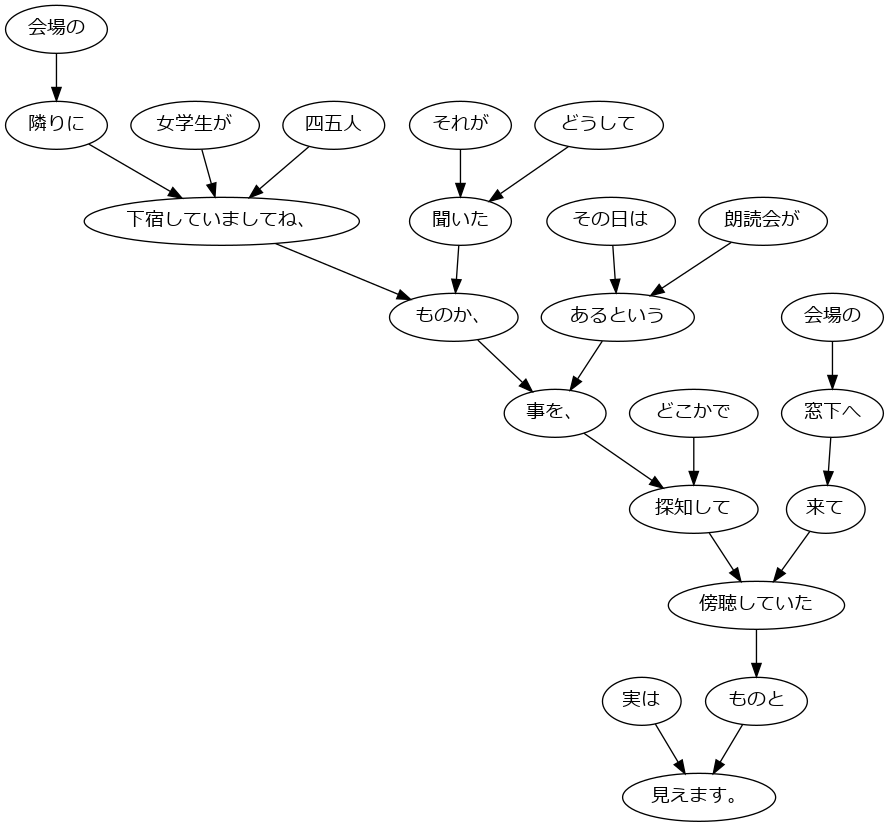 会場の
隣りに
女学生が
四五人
それが
どうして
下宿していましてね、
聞いた
その日は
朗読会が
ものか、
あるという
会場の
事を、
どこかで
窓下へ
探知して
来て
傍聴していた
実は
ものと
見えます。